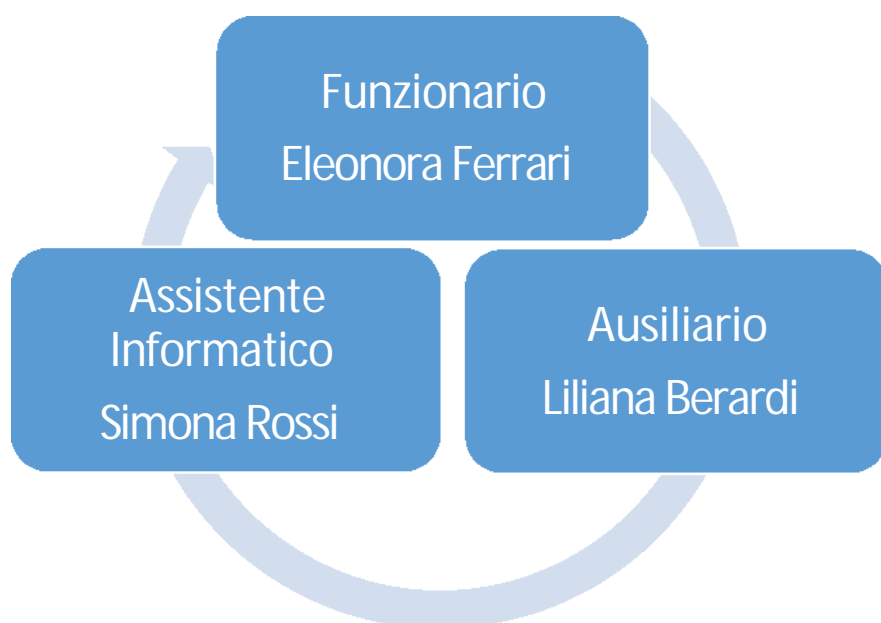 Funzionario
Eleonora Ferrari
Assistente
Informatico
Simona Rossi
Ausiliario
Liliana Berardi